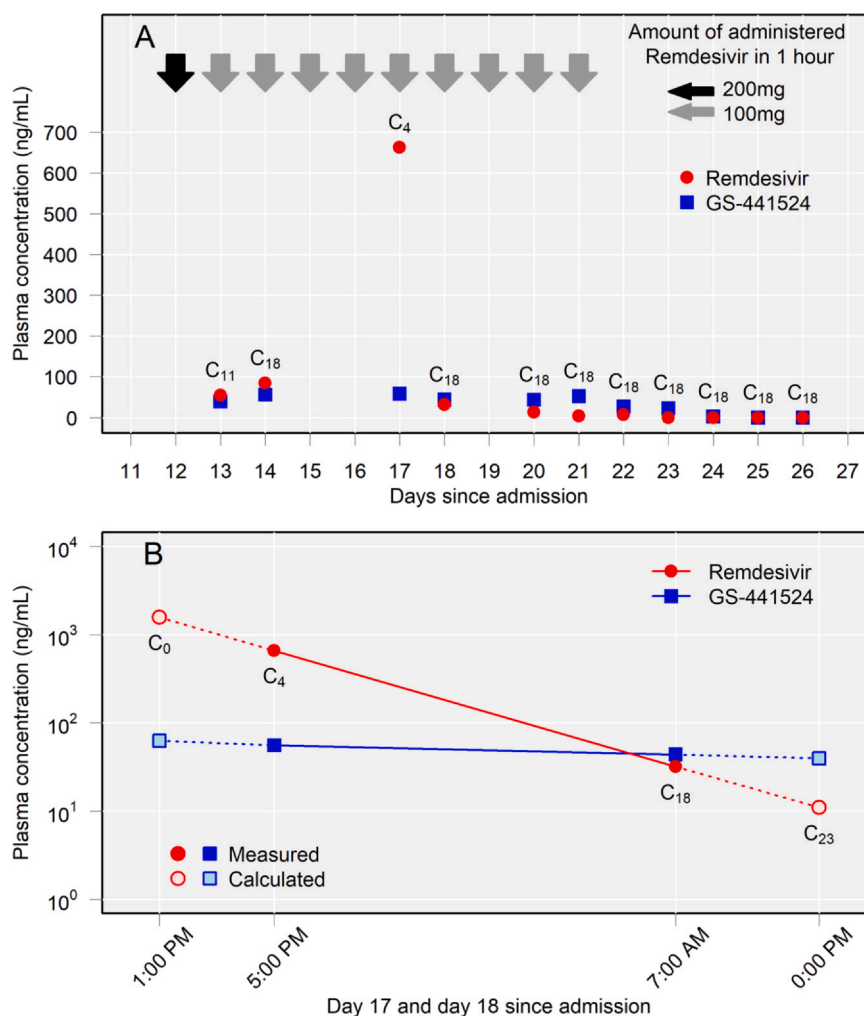 A
Amount of administered
Remdesivir in 1 hour
200mg
100mg
Remdesivir
GS-441524
Plasma concentration (ng/mL)
700
600
500
400
300
200
100
0
C4
C11
C18
C18
C18
C18
C18
C18
C18
C18
C18
11 12 13 14 15 16 17 18 19 20 21 22 23 24 25 26 27
Days since admission
B
Remdesivir
GS-441524
Plasma concentration (ng/mL)
10⁴
10³
10²
10¹
10⁰
C₀
C₄
C₁₈
C₂₃
Measured
Calculated
1:00 PM
5:00 PM
7:00 AM
0:00 PM
Day 17 and day 18 since admission